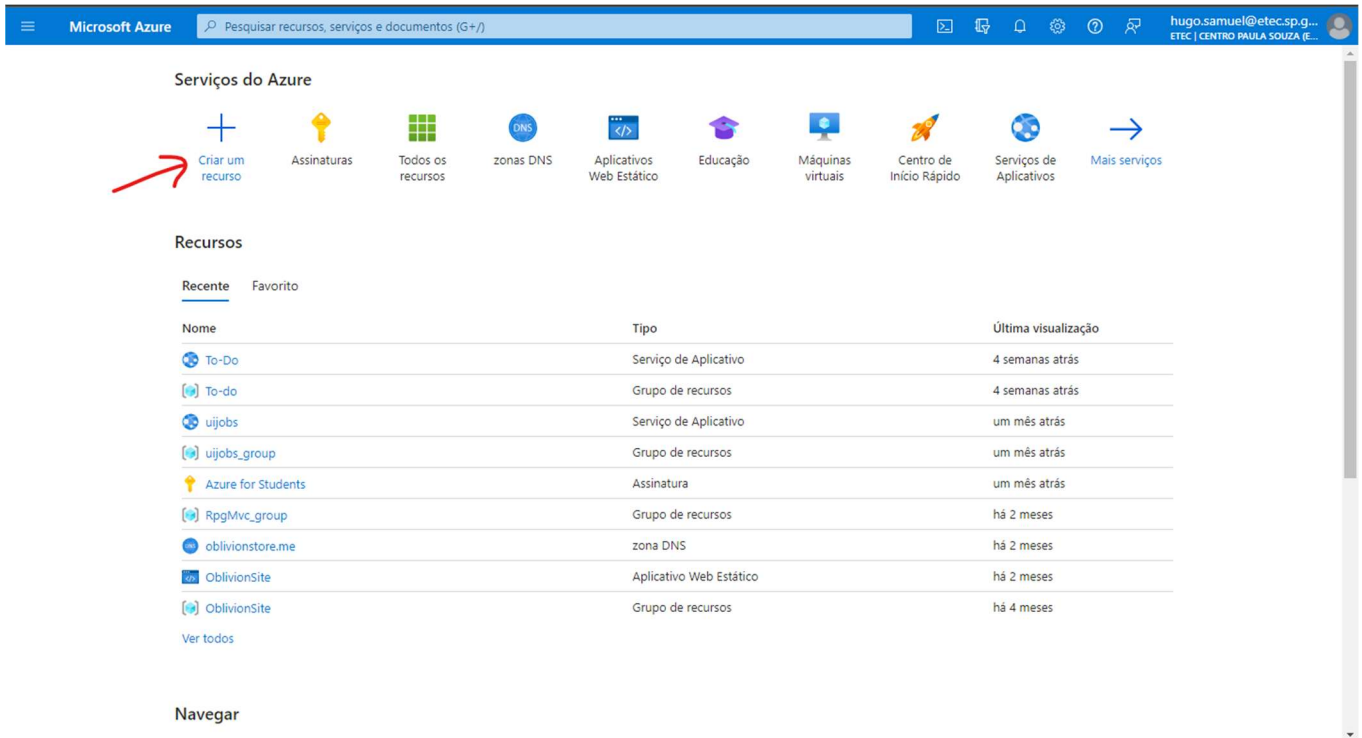 Microsoft Azure
Pesquisar recursos, serviços e documentos (G+/)
hugo.samuel@etec.sp.g...
ETEC | CENTRO PAULA SOUZA (E...
Serviços do Azure
Criar um
recurso
Assinaturas
Todos os
recursos
DNS
zonas DNS
Aplicativos
Web Estático
Educação
Máquinas
virtuais
Centro de
Início Rápido
Serviços de
Aplicativos
Mais serviços
Recursos
Recente Favorito
Nome Tipo Última visualização
To-Do Serviço de Aplicativo 4 semanas atrás
To-do Grupo de recursos 4 semanas atrás
uijobs Serviço de Aplicativo um mês atrás
uijobs_group Grupo de recursos um mês atrás
Azure for Students Assinatura um mês atrás
RpgMvc_group Grupo de recursos há 2 meses
oblivionstore.me zona DNS há 2 meses
OblivionSite Aplicativo Web Estático há 2 meses
OblivionSite Grupo de recursos há 4 meses
Ver todos
Navegar